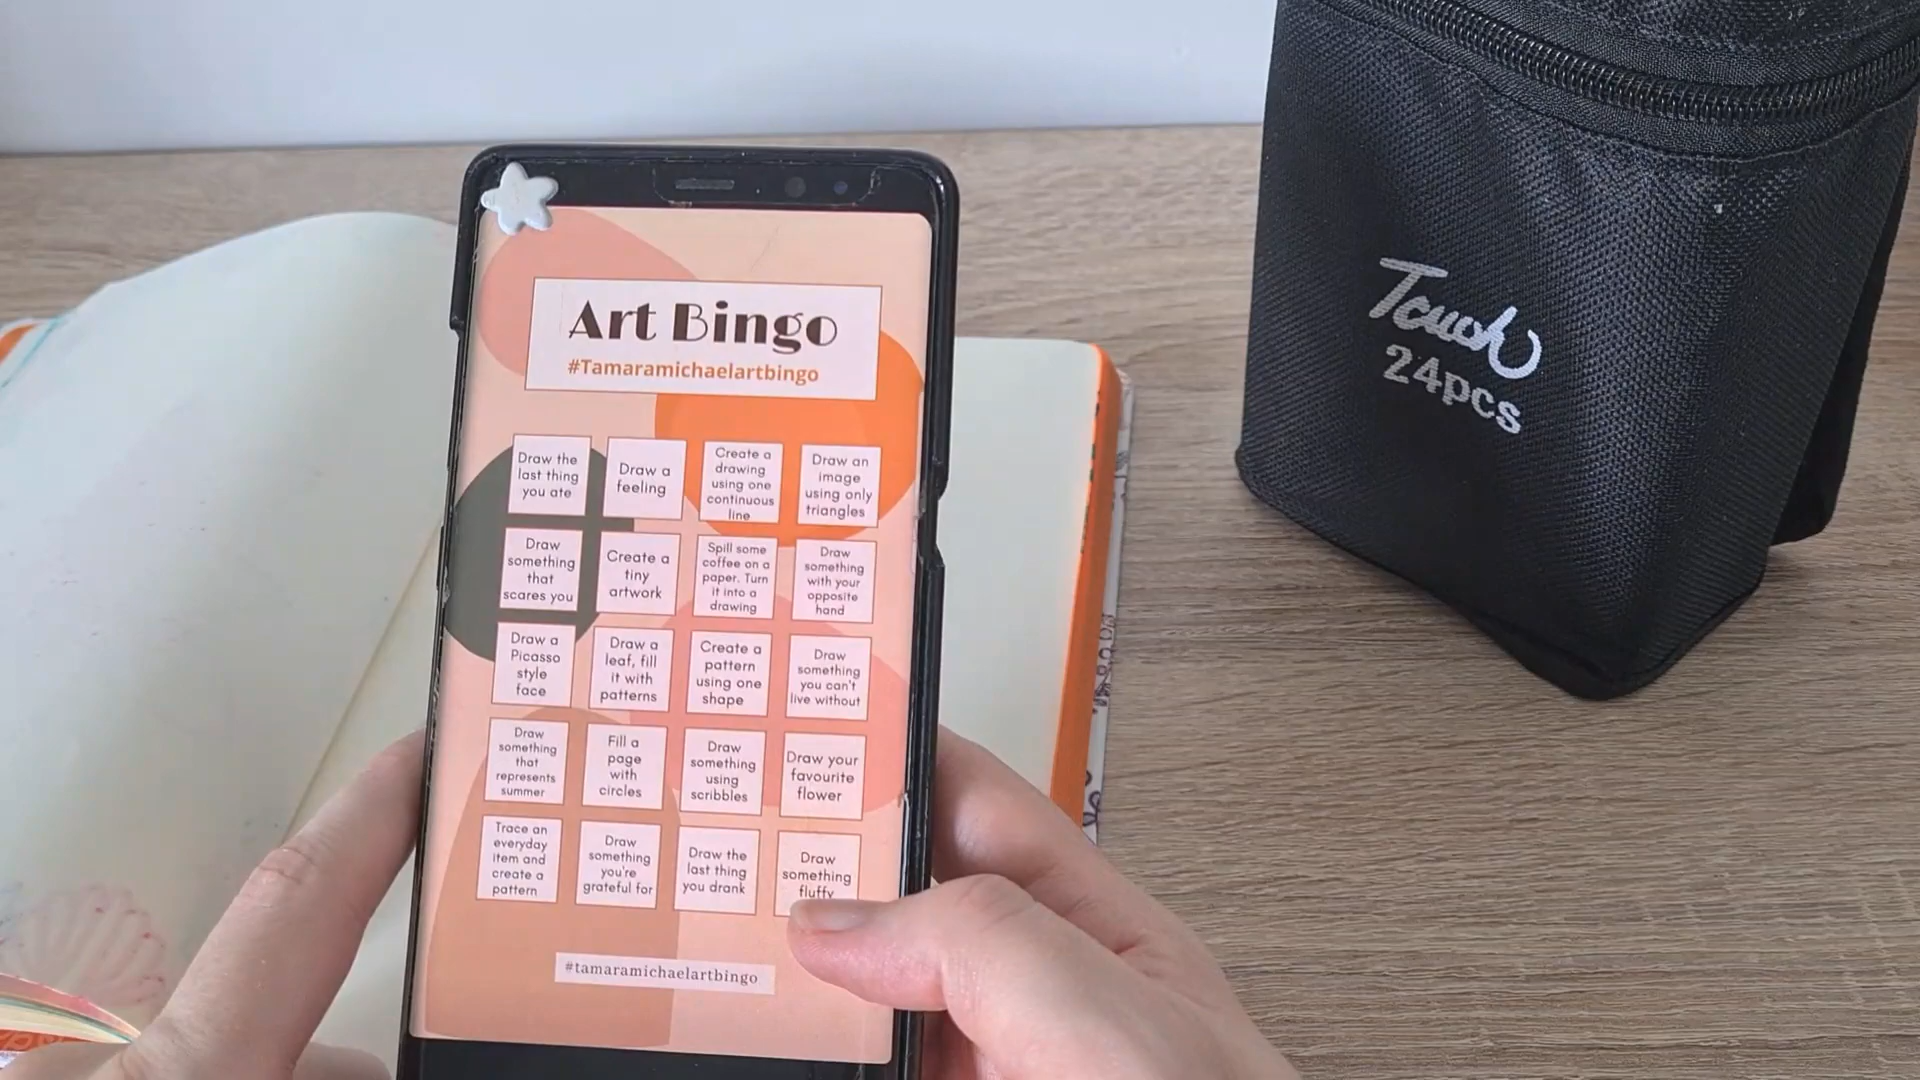 Art Bingo
#Tamaramichaelartbingo
Draw the
last thing
you ate
Draw a
feeling
Create a
drawing
using one
continuous
line
Draw an
image
using only
triangles
Draw
something
that
scares you
Create a
tiny
artwork
Spill some
coffee on a
paper. Turn
it into a
drawing
Draw
something
with your
opposite
hand
Draw a
Picasso
style
face
Draw a
leaf, fill
it with
patterns
Create a
pattern
using one
shape
Draw
something
you can't
live without
Draw
something
that
represents
summer
Fill a
page
with
circles
Draw
something
using
scribbles
Draw your
favourite
flower
Trace an
everyday
item and
create a
pattern
Draw
something
you're
grateful for
Draw the
last thing
you drank
Draw
something
fluffy
#tamaramichaelartbingo
Touch
24pcs